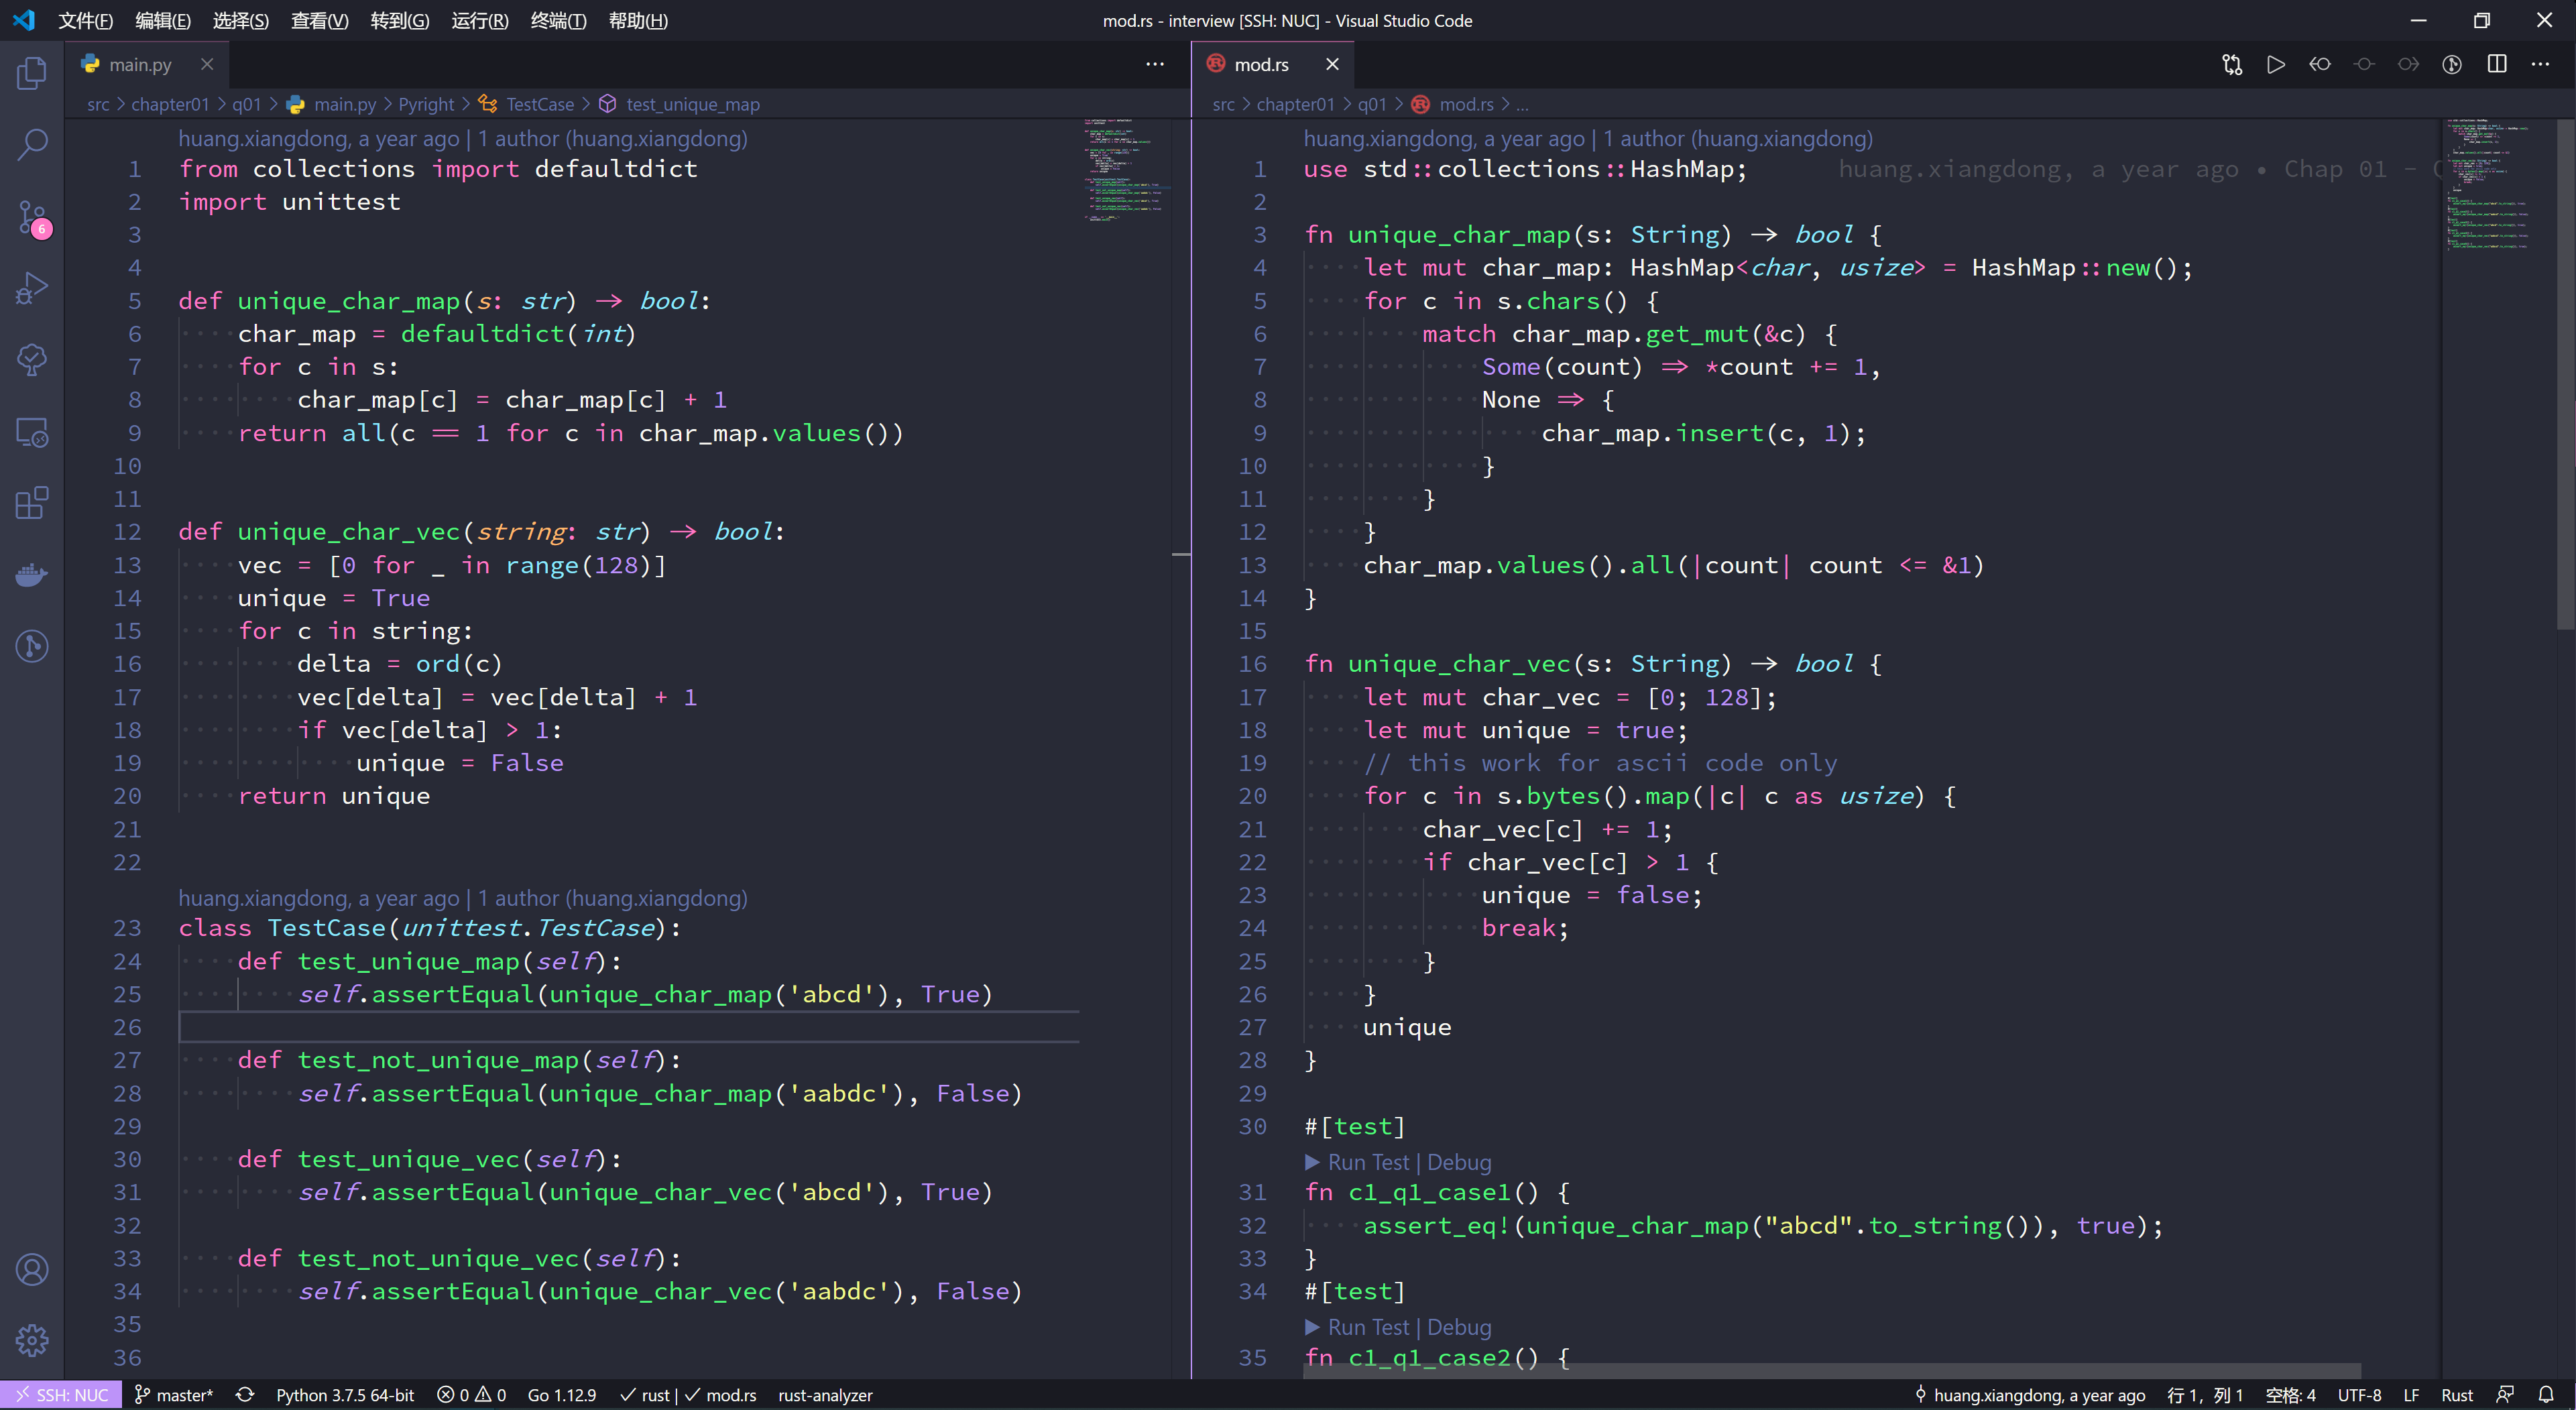 文件(F) 编辑(E) 选择(S) 查看(V) 转到(G) 运行(R) 终端(T) 帮助(H) mod.rs - interview [SSH: NUC] - Visual Studio Code
main.py
src > chapter01 > q01 > main.py > Pyright > TestCase > test_unique_map
huang.xiangdong, a year ago | 1 author (huang.xiangdong)
1 from collections import defaultdict
2 import unittest
3
4
5 def unique_char_map(s: str) -> bool:
6     char_map = defaultdict(int)
7     for c in s:
8         char_map[c] = char_map[c] + 1
9     return all(c == 1 for c in char_map.values())
10
11
12 def unique_char_vec(string: str) -> bool:
13     vec = [0 for _ in range(128)]
14     unique = True
15     for c in string:
16         delta = ord(c)
17         vec[delta] = vec[delta] + 1
18         if vec[delta] > 1:
19             unique = False
20     return unique
21
22
huang.xiangdong, a year ago | 1 author (huang.xiangdong)
23 class TestCase(unittest.TestCase):
24     def test_unique_map(self):
25         self.assertEqual(unique_char_map('abcd'), True)
26
27     def test_not_unique_map(self):
28         self.assertEqual(unique_char_map('aabdc'), False)
29
30     def test_unique_vec(self):
31         self.assertEqual(unique_char_vec('abcd'), True)
32
33     def test_not_unique_vec(self):
34         self.assertEqual(unique_char_vec('aabdc'), False)
35
36
mod.rs
src > chapter01 > q01 > mod.rs > ...
huang.xiangdong, a year ago | 1 author (huang.xiangdong)
1 use std::collections::HashMap; huang.xiangdong, a year ago • Chap 01 –
2
3 fn unique_char_map(s: String) -> bool {
4     let mut char_map: HashMap<char, usize> = HashMap::new();
5     for c in s.chars() {
6         match char_map.get_mut(&c) {
7             Some(count) => *count += 1,
8             None => {
9                 char_map.insert(c, 1);
10             }
11         }
12     }
13     char_map.values().all(|count| count <= &1)
14 }
15
16 fn unique_char_vec(s: String) -> bool {
17     let mut char_vec = [0; 128];
18     let mut unique = true;
19     // this work for ascii code only
20     for c in s.bytes().map(|c| c as usize) {
21         char_vec[c] += 1;
22         if char_vec[c] > 1 {
23             unique = false;
24             break;
25         }
26     }
27     unique
28 }
29
30 #[test]
▶ Run Test | Debug
31 fn c1_q1_case1() {
32     assert_eq!(unique_char_map("abcd".to_string()), true);
33 }
34 #[test]
▶ Run Test | Debug
35 fn c1_q1_case2() {
6
SSH: NUC master* Python 3.7.5 64-bit 0 0 Go 1.12.9 ✓ rust | ✓ mod.rs rust-analyzer huang.xiangdong, a year ago 行 1，列 1 空格: 4 UTF-8 LF Rust